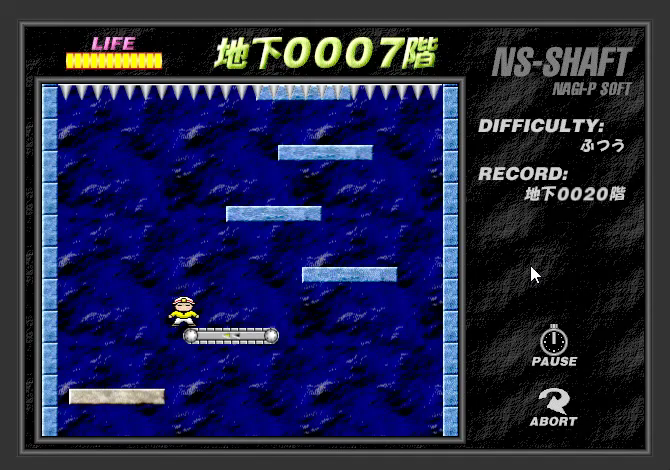 LIFE
地下0007階
NS-SHAFT
NAGI-P SOFT
DIFFICULTY:
ふつう
RECORD:
地下0020階
PAUSE
ABORT